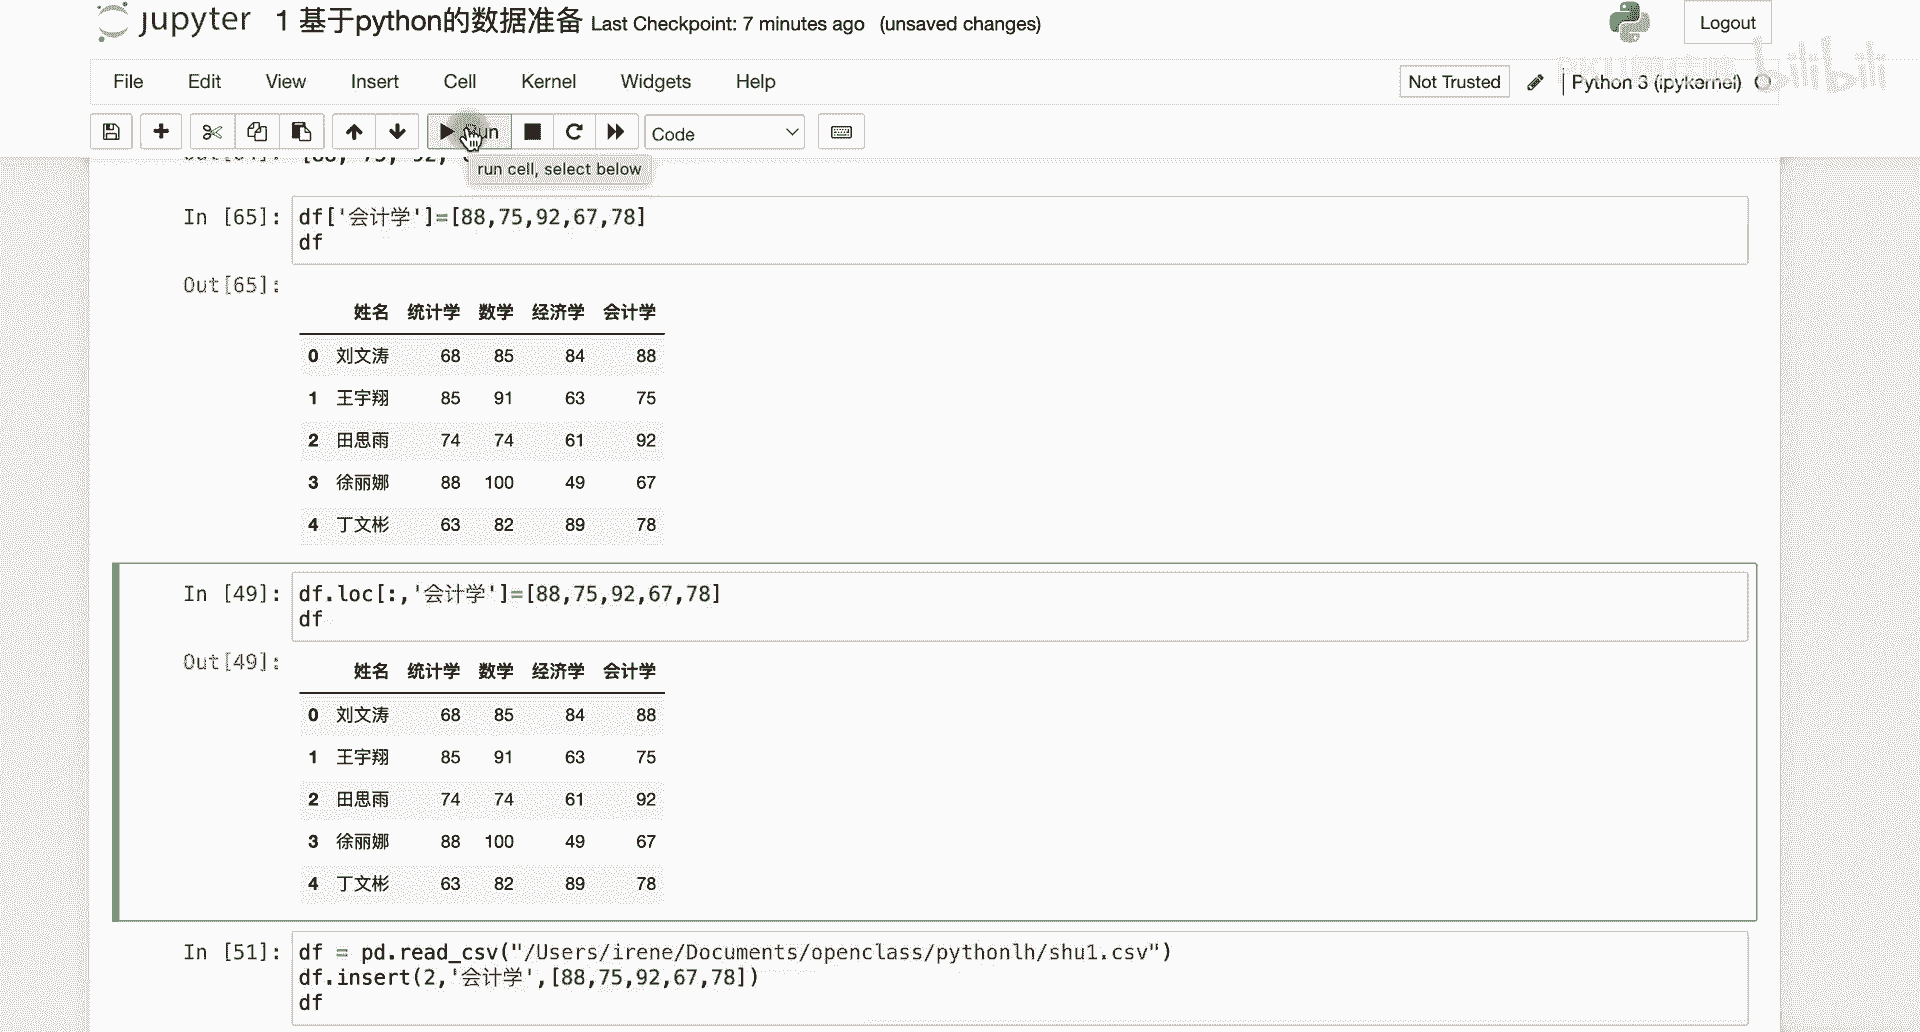 jupyter 1 基于python的数据准备 Last Checkpoint: 7 minutes ago (unsaved changes)
Logout
File Edit View Insert Cell Kernel Widgets Help
Not Trusted
Python 3 (ipykernel)
bilibili
Code
run cell, select below
In [65]: df['会计学']=[88,75,92,67,78]
df
Out[65]:
姓名 统计学 数学 经济学 会计学
0 刘文涛 68 85 84 88
1 王宇翔 85 91 63 75
2 田思雨 74 74 61 92
3 徐丽娜 88 100 49 67
4 丁文彬 63 82 89 78
In [49]: df.loc[:,'会计学']=[88,75,92,67,78]
df
Out[49]:
姓名 统计学 数学 经济学 会计学
0 刘文涛 68 85 84 88
1 王宇翔 85 91 63 75
2 田思雨 74 74 61 92
3 徐丽娜 88 100 49 67
4 丁文彬 63 82 89 78
In [51]: df = pd.read_csv("/Users/irene/Documents/openclass/pythonlh/shu1.csv")
df.insert(2,'会计学',[88,75,92,67,78])
df